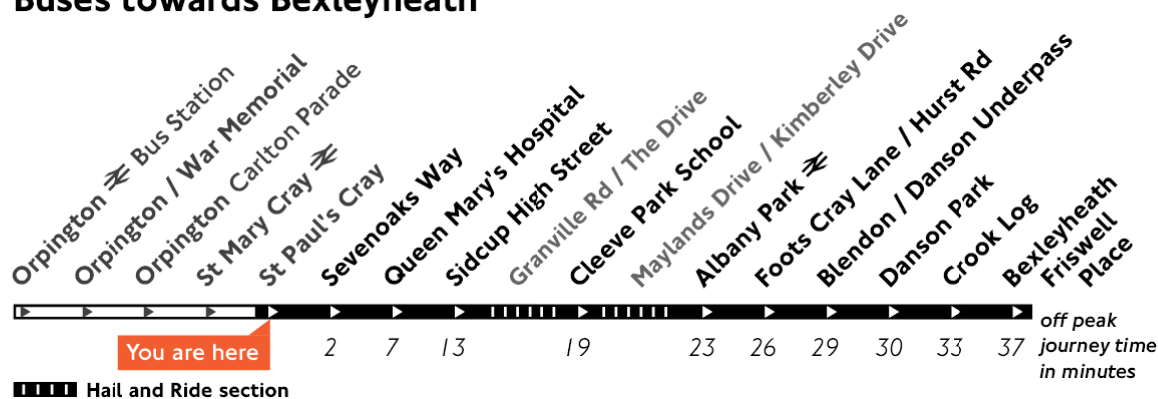 Buses towards Bexleyheath
Orpington Bus Station
Orpington / War Memorial
Orpington Carlton Parade
St Mary Cray
St Paul's Cray
Sevenoaks Way
Queen Mary's Hospital
Sidcup High Street
Granville Rd / The Drive
Cleeve Park School
Maylands Drive / Kimberley Drive
Albany Park
Foots Cray Lane / Hurst Rd
Blendon / Danson Underpass
Danson Park
Crook Log
Bexleyheath
Friswell
Place
You are here
2 7 13 19 23 26 29 30 33 37
off peak
journey time
in minutes
Hail and Ride section